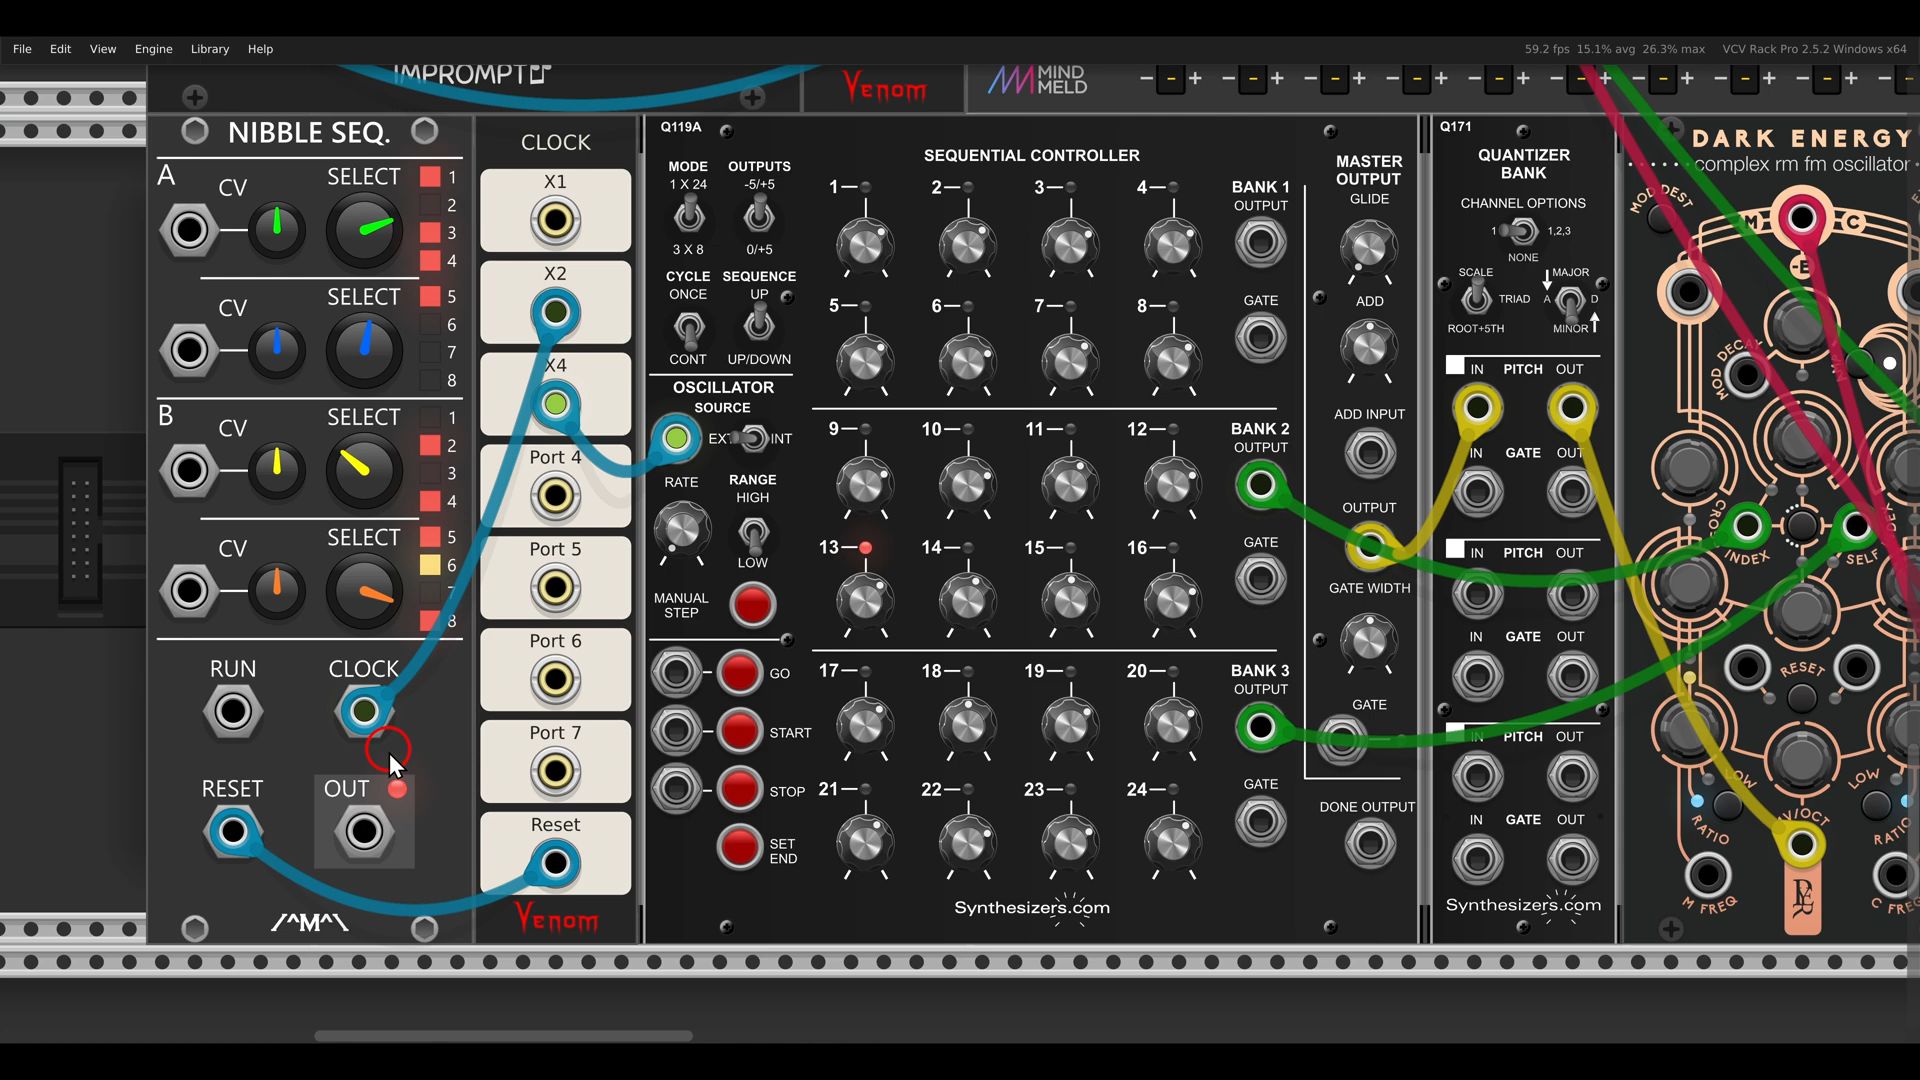 File Edit View Engine Library Help
59.2 fps 15.1% avg 26.3% max VCV Rack Pro 2.5.2 Windows x64
IMPROMPT
Venom
MIND
MELD
NIBBLE SEQ.
A
CV
SELECT
1
2
3
4
CV
SELECT
5
6
7
8
B
CV
SELECT
1
2
3
4
CV
SELECT
5
6
7
8
RUN
CLOCK
RESET
OUT
CLOCK
X1
X2
X4
Port 4
Port 5
Port 6
Port 7
Reset
Venom
Q119A
SEQUENTIAL CONTROLLER
MODE
1 X 24
3 X 8
OUTPUTS
-5/+5
0/+5
CYCLE
ONCE
CONT
SEQUENCE
UP
UP/DOWN
OSCILLATOR
SOURCE
EXT
INT
RATE
RANGE
HIGH
LOW
MANUAL
STEP
GO
START
STOP
SET
END
1
2
3
4
5
6
7
8
BANK 1
OUTPUT
GATE
9
10
11
12
13
14
15
16
BANK 2
OUTPUT
GATE
17
18
19
20
21
22
23
24
BANK 3
OUTPUT
GATE
Synthesizers.com
MASTER
OUTPUT
GLIDE
ADD
ADD INPUT
OUTPUT
GATE WIDTH
GATE
DONE OUTPUT
Q171
QUANTIZER
BANK
CHANNEL OPTIONS
1
1,2,3
NONE
SCALE
TRIAD
ROOT+5TH
MAJOR
A
D
MINOR
IN PITCH OUT
IN GATE OUT
IN PITCH OUT
IN GATE OUT
IN PITCH OUT
IN GATE OUT
Synthesizers.com
DARK ENERGY
complex rm fm oscillator
MOD DEST
M
C
MOD DECAY
INDEX
SELF
RESET
LOW
LOW
RATIO
V/OCT
M FREQ